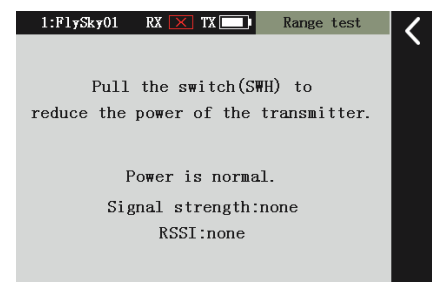 1:FlySky01 RX TX Range test
Pull the switch(SWH) to
reduce the power of the transmitter.
Power is normal.
Signal strength:none
RSSI:none